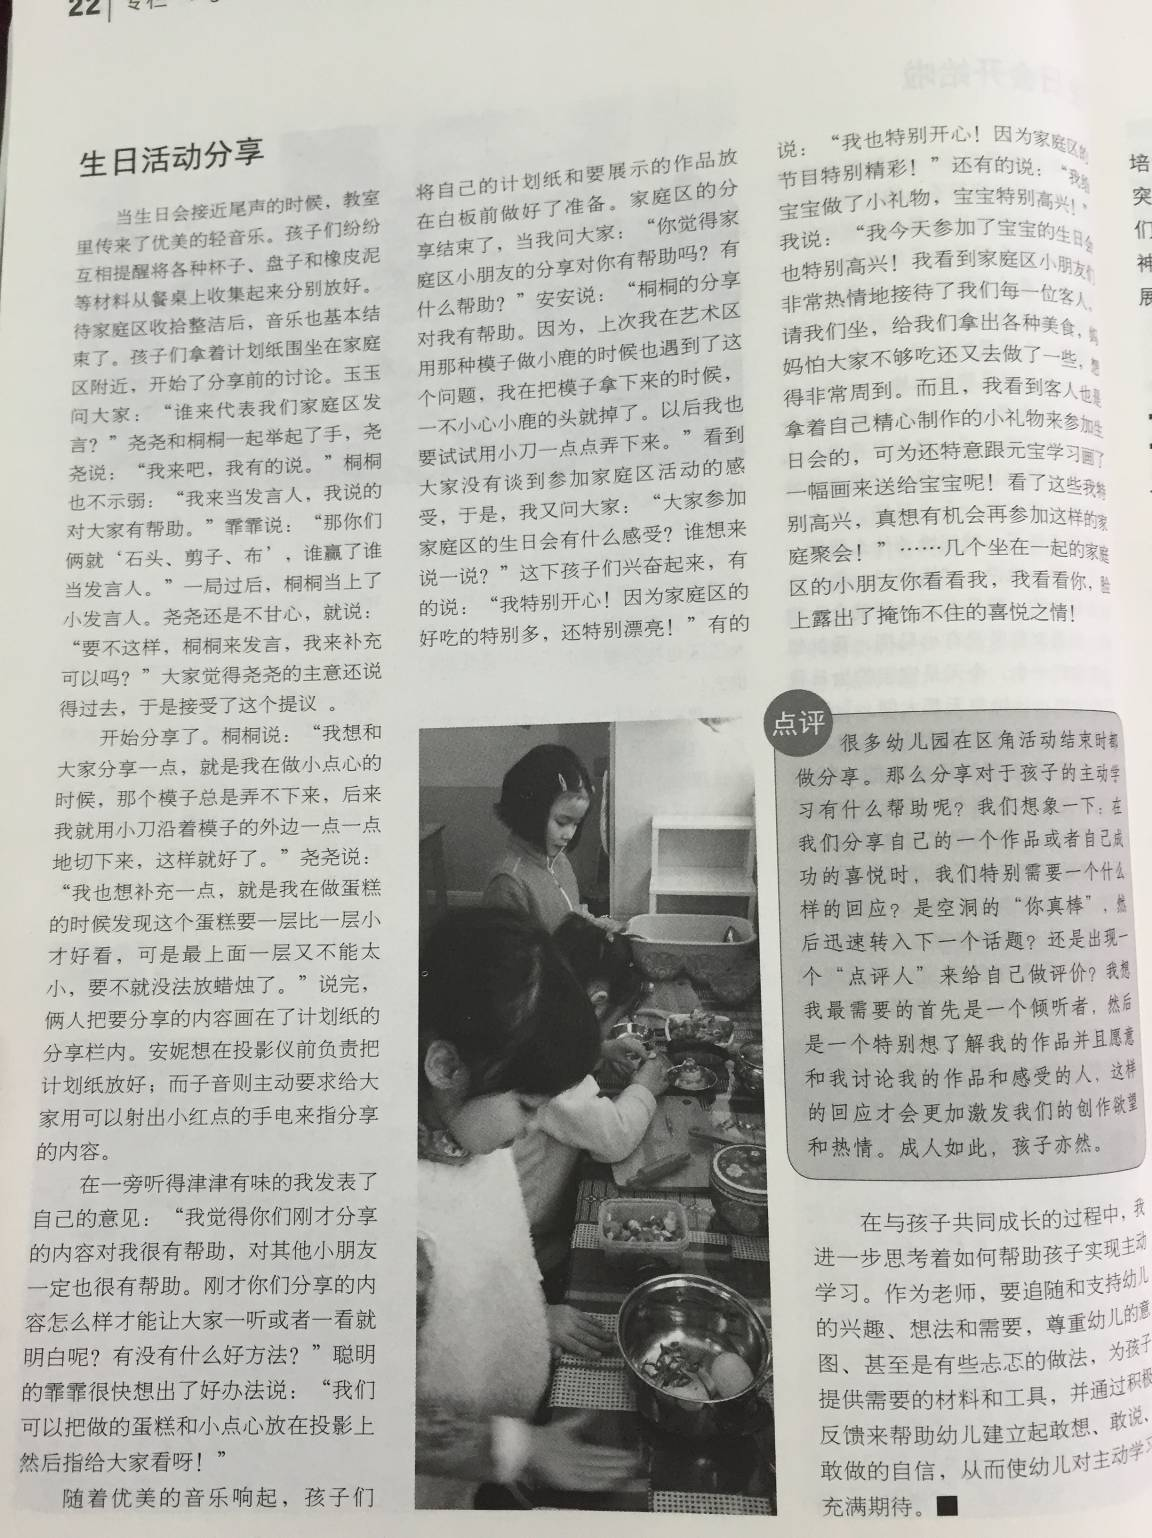 22
专栏
生日活动分享
当生日会接近尾声的时候，教室
里传来了优美的轻音乐。孩子们纷纷
互相提醒将各种杯子、盘子和橡皮泥
等材料从餐桌上收集起来分别放好。
待家庭区收拾整洁后，音乐也基本结
束了。孩子们拿着计划纸围坐在家庭
区附近，开始了分享前的讨论。玉玉
问大家：“谁来代表我们家庭区发
言？”尧尧和桐桐一起举起了手，尧
尧说：“我来吧，我有的说。”桐桐
也不示弱：“我来当发言人，我说的
对大家有帮助。”霏霏说：“那你们
俩就‘石头、剪子、布’，谁赢了谁
当发言人。”一局过后，桐桐当上了
小发言人。尧尧还是不甘心，就说：
“要不这样，桐桐来发言，我来补充
可以吗？”大家觉得尧尧的主意还说
得过去，于是接受了这个提议 。
开始分享了。桐桐说：“我想和
大家分享一点，就是我在做小点心的
时候，那个模子总是弄不下来，后来
我就用小刀沿着模子的外边一点一点
地切下来，这样就好了。”尧尧说：
“我也想补充一点，就是我在做蛋糕
的时候发现这个蛋糕要一层比一层小
才好看，可是最上面一层又不能太
小，要不就没法放蜡烛了。”说完，
俩人把要分享的内容画在了计划纸的
分享栏内。安妮想在投影仪前负责把
计划纸放好；而子音则主动要求给大
家用可以射出小红点的手电来指分享
的内容。
在一旁听得津津有味的我发表了
自己的意见：“我觉得你们刚才分享
的内容对我很有帮助，对其他小朋友
一定也很有帮助。刚才你们分享的内
容怎么样才能让大家一听或者一看就
明白呢？有没有什么好方法？”聪明
的霏霏很快想出了好办法说：“我们
可以把做的蛋糕和小点心放在投影上
然后指给大家看呀！”
随着优美的音乐响起，孩子们
将自己的计划纸和要展示的作品放
在白板前做好了准备。家庭区的分
享结束了，当我问大家：“你觉得家
庭区小朋友的分享对你有帮助吗？有
什么帮助？”安安说：“桐桐的分享
对我有帮助。因为，上次我在艺术区
用那种模子做小鹿的时候也遇到了这
个问题，我在把模子拿下来的时候，
一不小心小鹿的头就掉了。以后我也
要试试用小刀一点点弄下来。”看到
大家没有谈到参加家庭区活动的感
受，于是，我又问大家：“大家参加
家庭区的生日会有什么感受？谁想来
说一说？”这下孩子们兴奋起来，有
的说：“我特别开心！因为家庭区的
好吃的特别多，还特别漂亮！”有的
说：“我也特别开心！因为家庭区的
节目特别精彩！”还有的说：“我给
宝宝做了小礼物，宝宝特别高兴！”
我说：“我今天参加了宝宝的生日会
也特别高兴！我看到家庭区小朋友们
非常热情地接待了我们每一位客人，
请我们坐，给我们拿出各种美食，妈
妈怕大家不够吃还又去做了一些，想
得非常周到。而且，我看到客人也是
拿着自己精心制作的小礼物来参加生
日会的，可为还特意跟元宝学习画了
一幅画来送给宝宝呢！看了这些我特
别高兴，真想有机会再参加这样的家
庭聚会！”……几个坐在一起的家庭
区的小朋友你看看我，我看看你，脸
上露出了掩饰不住的喜悦之情！
点评
很多幼儿园在区角活动结束时都
做分享。那么分享对于孩子的主动学
习有什么帮助呢？我们想象一下：在
我们分享自己的一个作品或者自己成
功的喜悦时，我们特别需要一个什么
样的回应？是空洞的“你真棒”，然
后迅速转入下一个话题？还是出现一
个“点评人”来给自己做评价？我想
我最需要的首先是一个倾听者，然后
是一个特别想了解我的作品并且愿意
和我讨论我的作品和感受的人，这样
的回应才会更加激发我们的创作欲望
和热情。成人如此，孩子亦然。
在与孩子共同成长的过程中，我
进一步思考着如何帮助孩子实现主动
学习。作为老师，要追随和支持幼儿
的兴趣、想法和需要，尊重幼儿的意
图、甚至是有些忐忑的做法，为孩子
提供需要的材料和工具，并通过积极
反馈来帮助幼儿建立起敢想、敢说、
敢做的自信，从而使幼儿对主动学习
充满期待。■
培
突
们
神
展